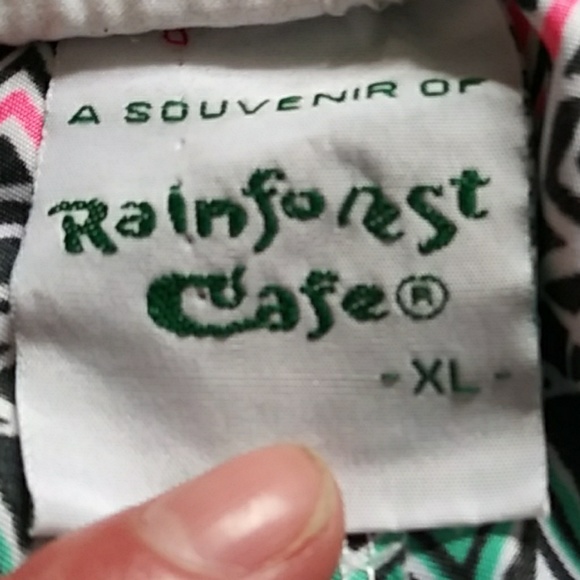 A SOUVENIR OF
Rainforest
Cafe®
- XL -